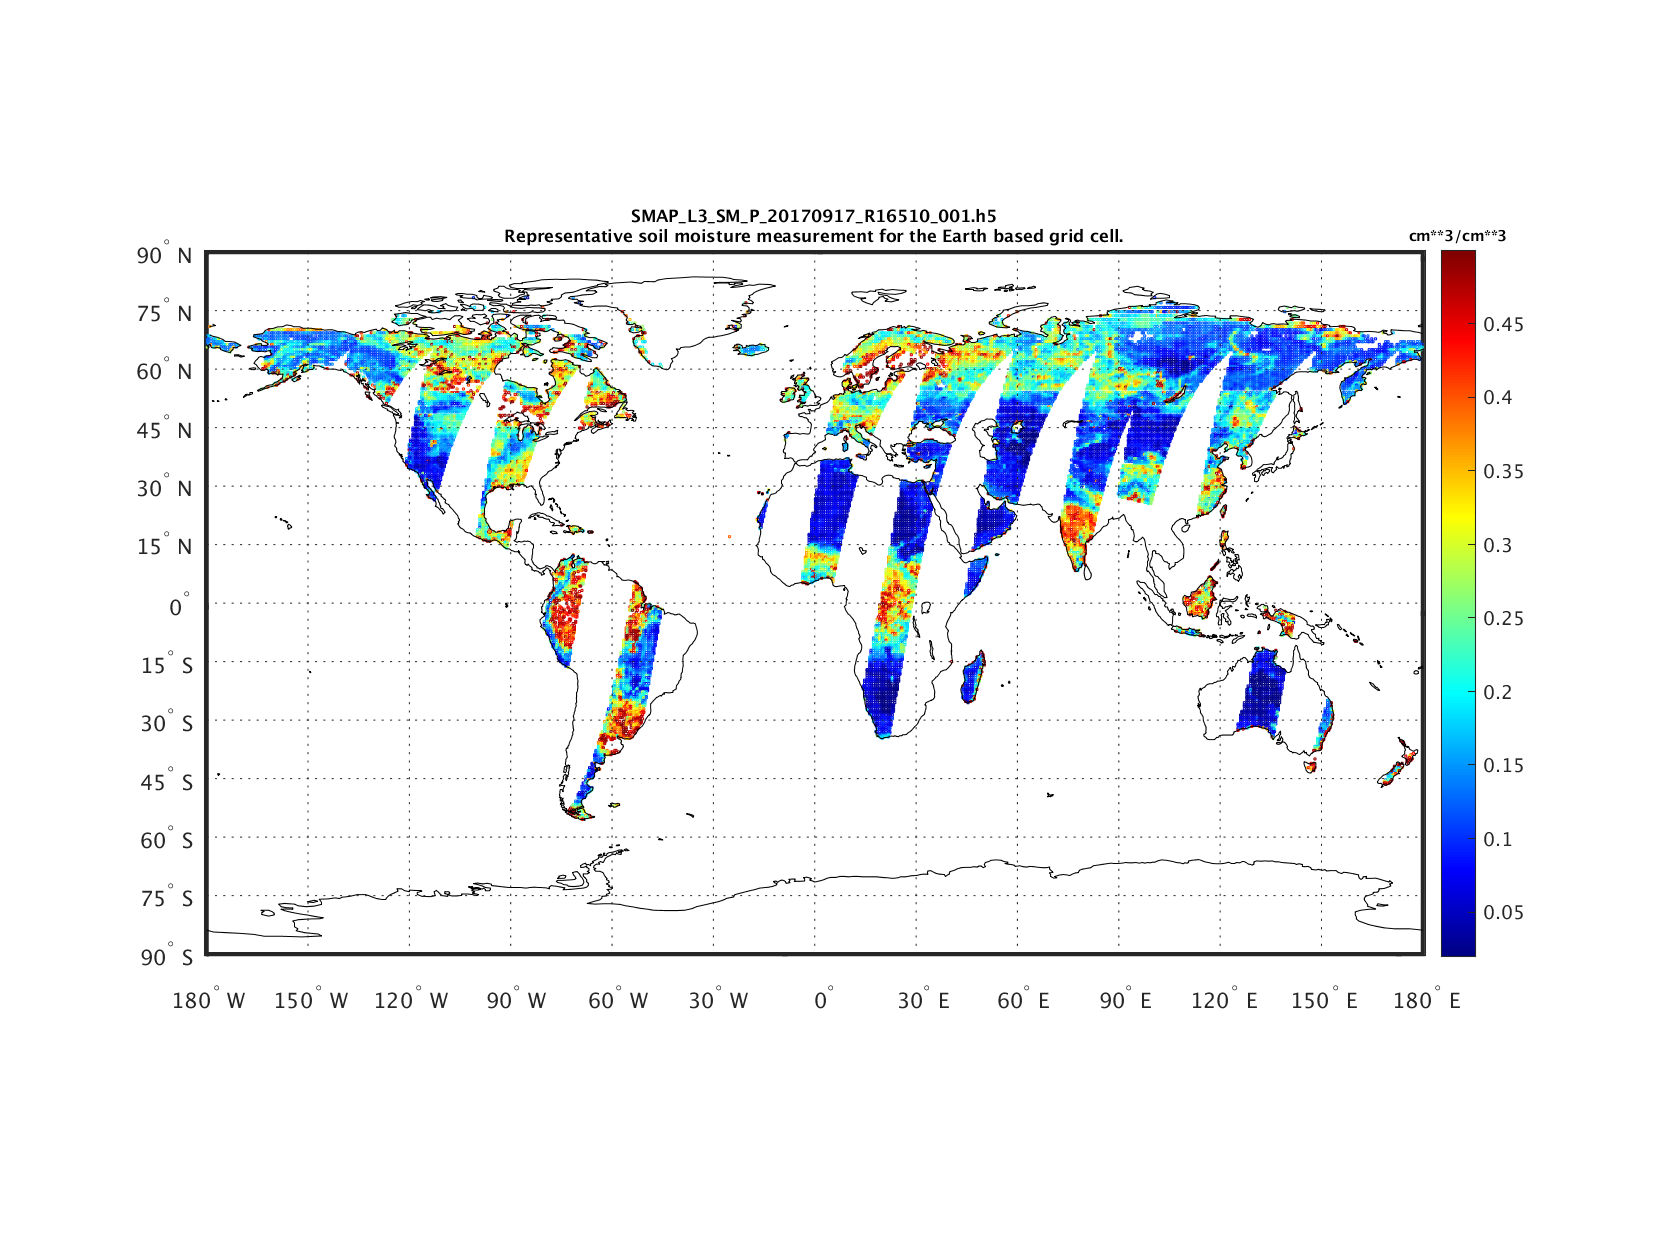 SMAP_L3_SM_P_20170917_R16510_001.h5
Representative soil moisture measurement for the Earth based grid cell.
cm**3/cm**3
90° N
75° N
60° N
45° N
30° N
15° N
0°
15° S
30° S
45° S
60° S
75° S
90° S
180° W 150° W 120° W 90° W 60° W 30° W 0° 30° E 60° E 90° E 120° E 150° E 180° E
0.45
0.4
0.35
0.3
0.25
0.2
0.15
0.1
0.05